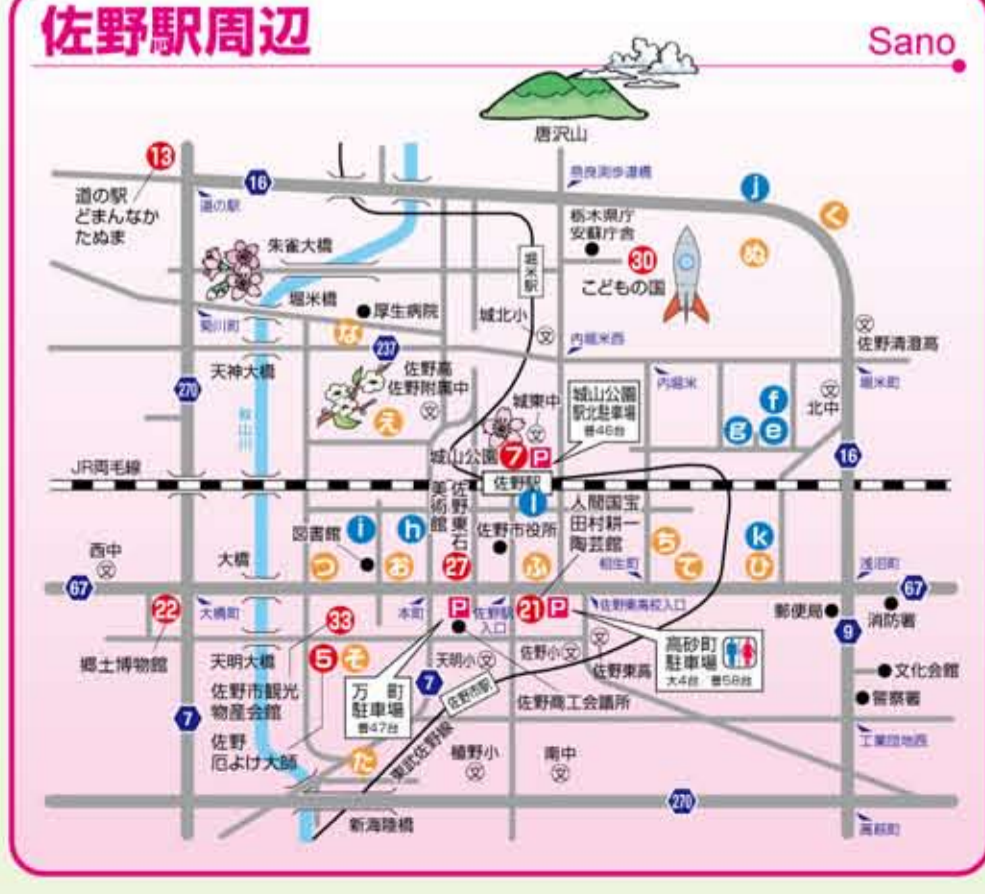 佐野駅周辺
Sano
唐沢山
13
道の駅
どまんなか
たぬま
道の駅
16
奈良渕歩道橋
j
く
栃木県庁
安蘇庁舎
30
こどもの国
ぬ
朱雀大橋
堀米駅
堀米橋
厚生病院
城北小
文
菊川町
な
237
内堀米西
文
佐野清澄高
天神大橋
270
佐野高
佐野附属中
文
え
城東中
文
城山公園
駅北駐車場
普46台
内堀米
堀米町
文
北中
f
g
e
秋山川
城山公園
7
P
16
JR両毛線
佐野駅
l
佐野東石
美術館
人間国宝
田村耕一
陶芸館
図書館
i
h
佐野市役所
西中
文
大橋
つ
お
27
ふ
相生町
ち
て
k
ひ
浅沼町
67
67
22
大橋町
33
本町
P
佐野駅
入口
21
P
佐野東高校入口
郵便局
消防署
9
郷土博物館
天明大橋
5
そ
天明小
文
佐野小
文
文
佐野東高
高砂町
駐車場
大4台 普58台
文化会館
警察署
佐野市観光
物産会館
万町
駐車場
普47台
7
佐野市駅
佐野商工会議所
7
佐野
厄よけ大師
た
東武佐野線
植野小
文
南中
文
工業団地西
270
新海陸橋
高萩町